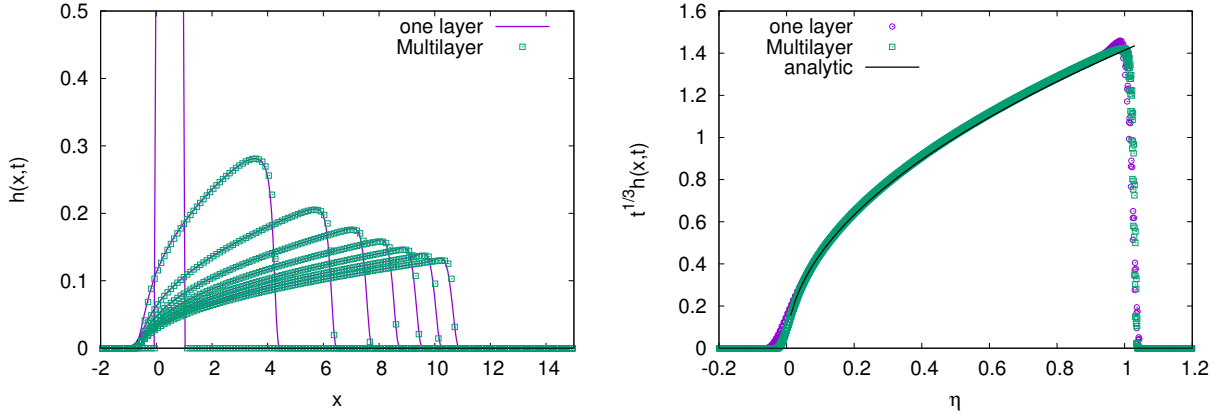 0.5
0.4
0.3
0.2
0.1
0
-2 0 2 4 6 8 10 12 14
h(x,t)
x
one layer
Multilayer
1.6
1.4
1.2
1
0.8
0.6
0.4
0.2
0
-0.2 0 0.2 0.4 0.6 0.8 1 1.2
t^{1/3}h(x,t)
η
one layer
Multilayer
analytic